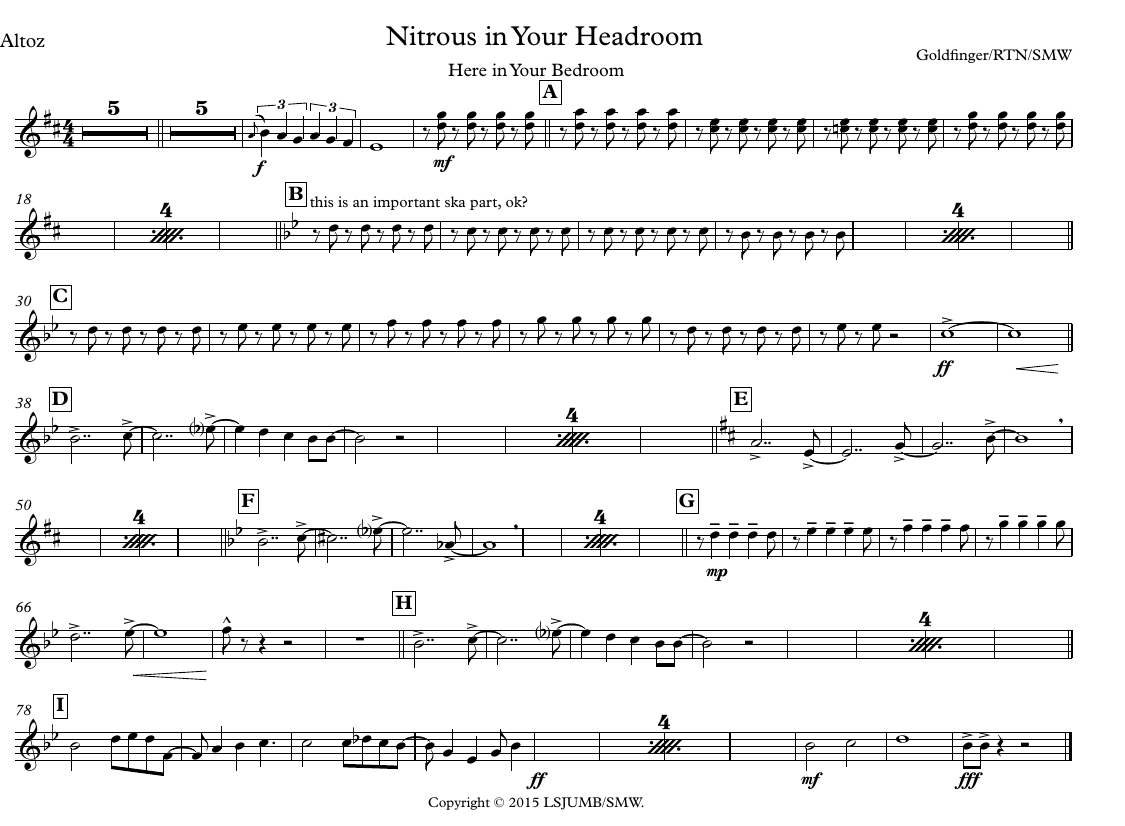 Nitrous in Your Headroom
Altoz
Goldfinger/RTN/SMW
Here in Your Bedroom
A
5 5 3 3
f mf
18 4 B this is an important ska part, ok? 4
30 C
ff
38 D 4 E
50 4 F 4 G
mp
66 H 4
78 I 4
ff mf fff
Copyright © 2015 LSJUMB/SMW.